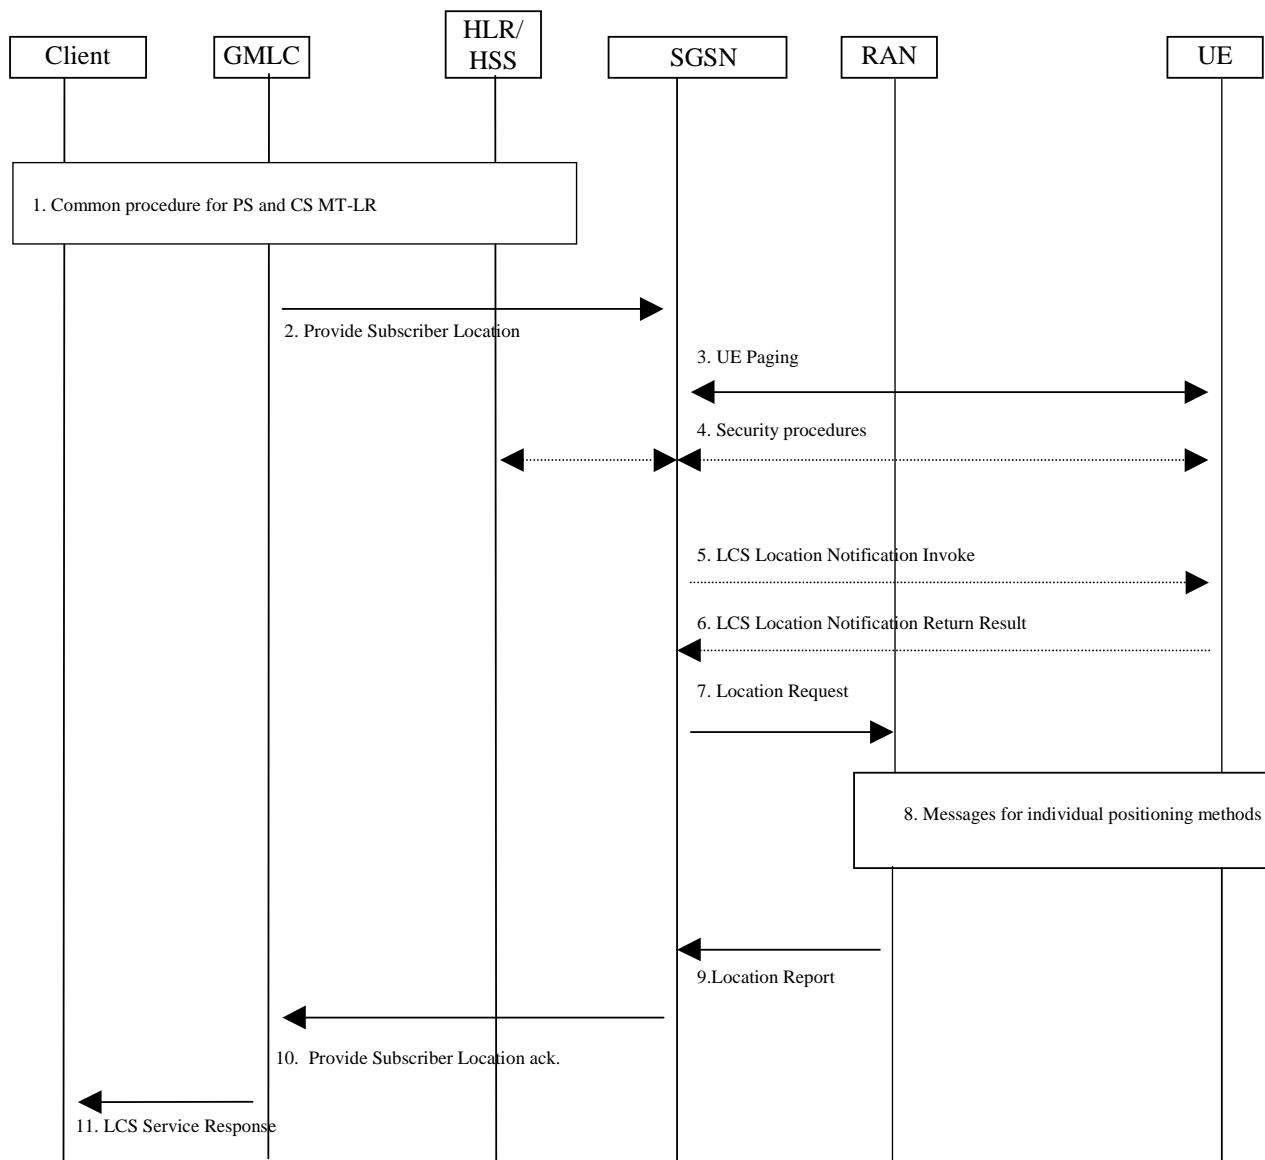 Client
GMLC
HLR/
HSS
SGSN
RAN
UE
1. Common procedure for PS and CS MT-LR
2. Provide Subscriber Location
3. UE Paging
4. Security procedures
5. LCS Location Notification Invoke
6. LCS Location Notification Return Result
7. Location Request
8. Messages for individual positioning methods
9.Location Report
10. Provide Subscriber Location ack.
11. LCS Service Response